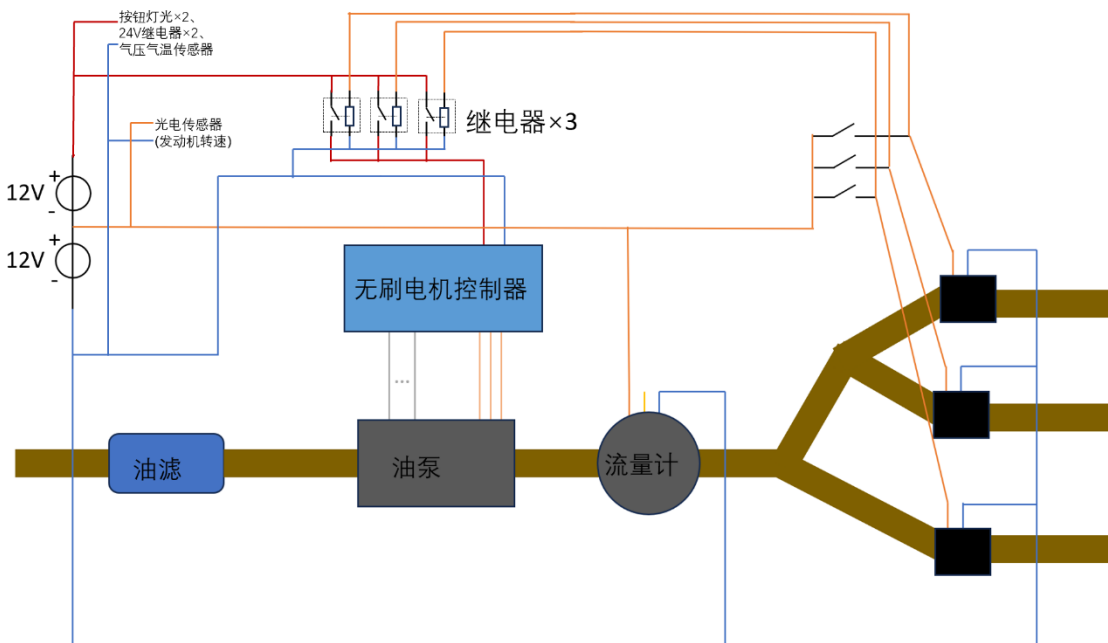 按钮灯光×2、
24V继电器×2、
气压气温传感器
继电器×3
光电传感器
(发动机转速)
+
12V
-
+
12V
-
无刷电机控制器
...
油滤
油泵
流量计